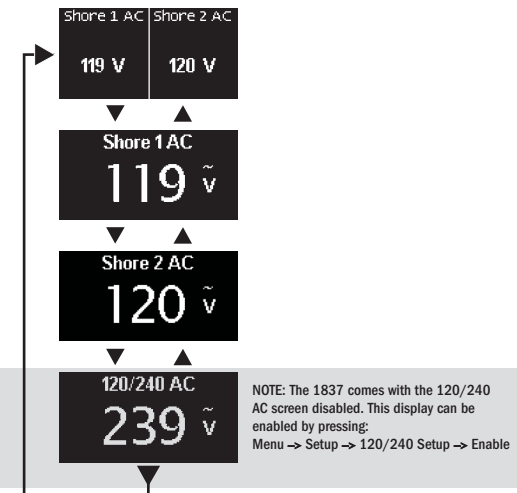 Shore 1 AC Shore 2 AC
119 V 120 V
Shore 1 AC
119 ṽ
Shore 2 AC
120 ṽ
120/240 AC
239 ṽ
NOTE: The 1837 comes with the 120/240
AC screen disabled. This display can be
enabled by pressing:
Menu -> Setup -> 120/240 Setup -> Enable